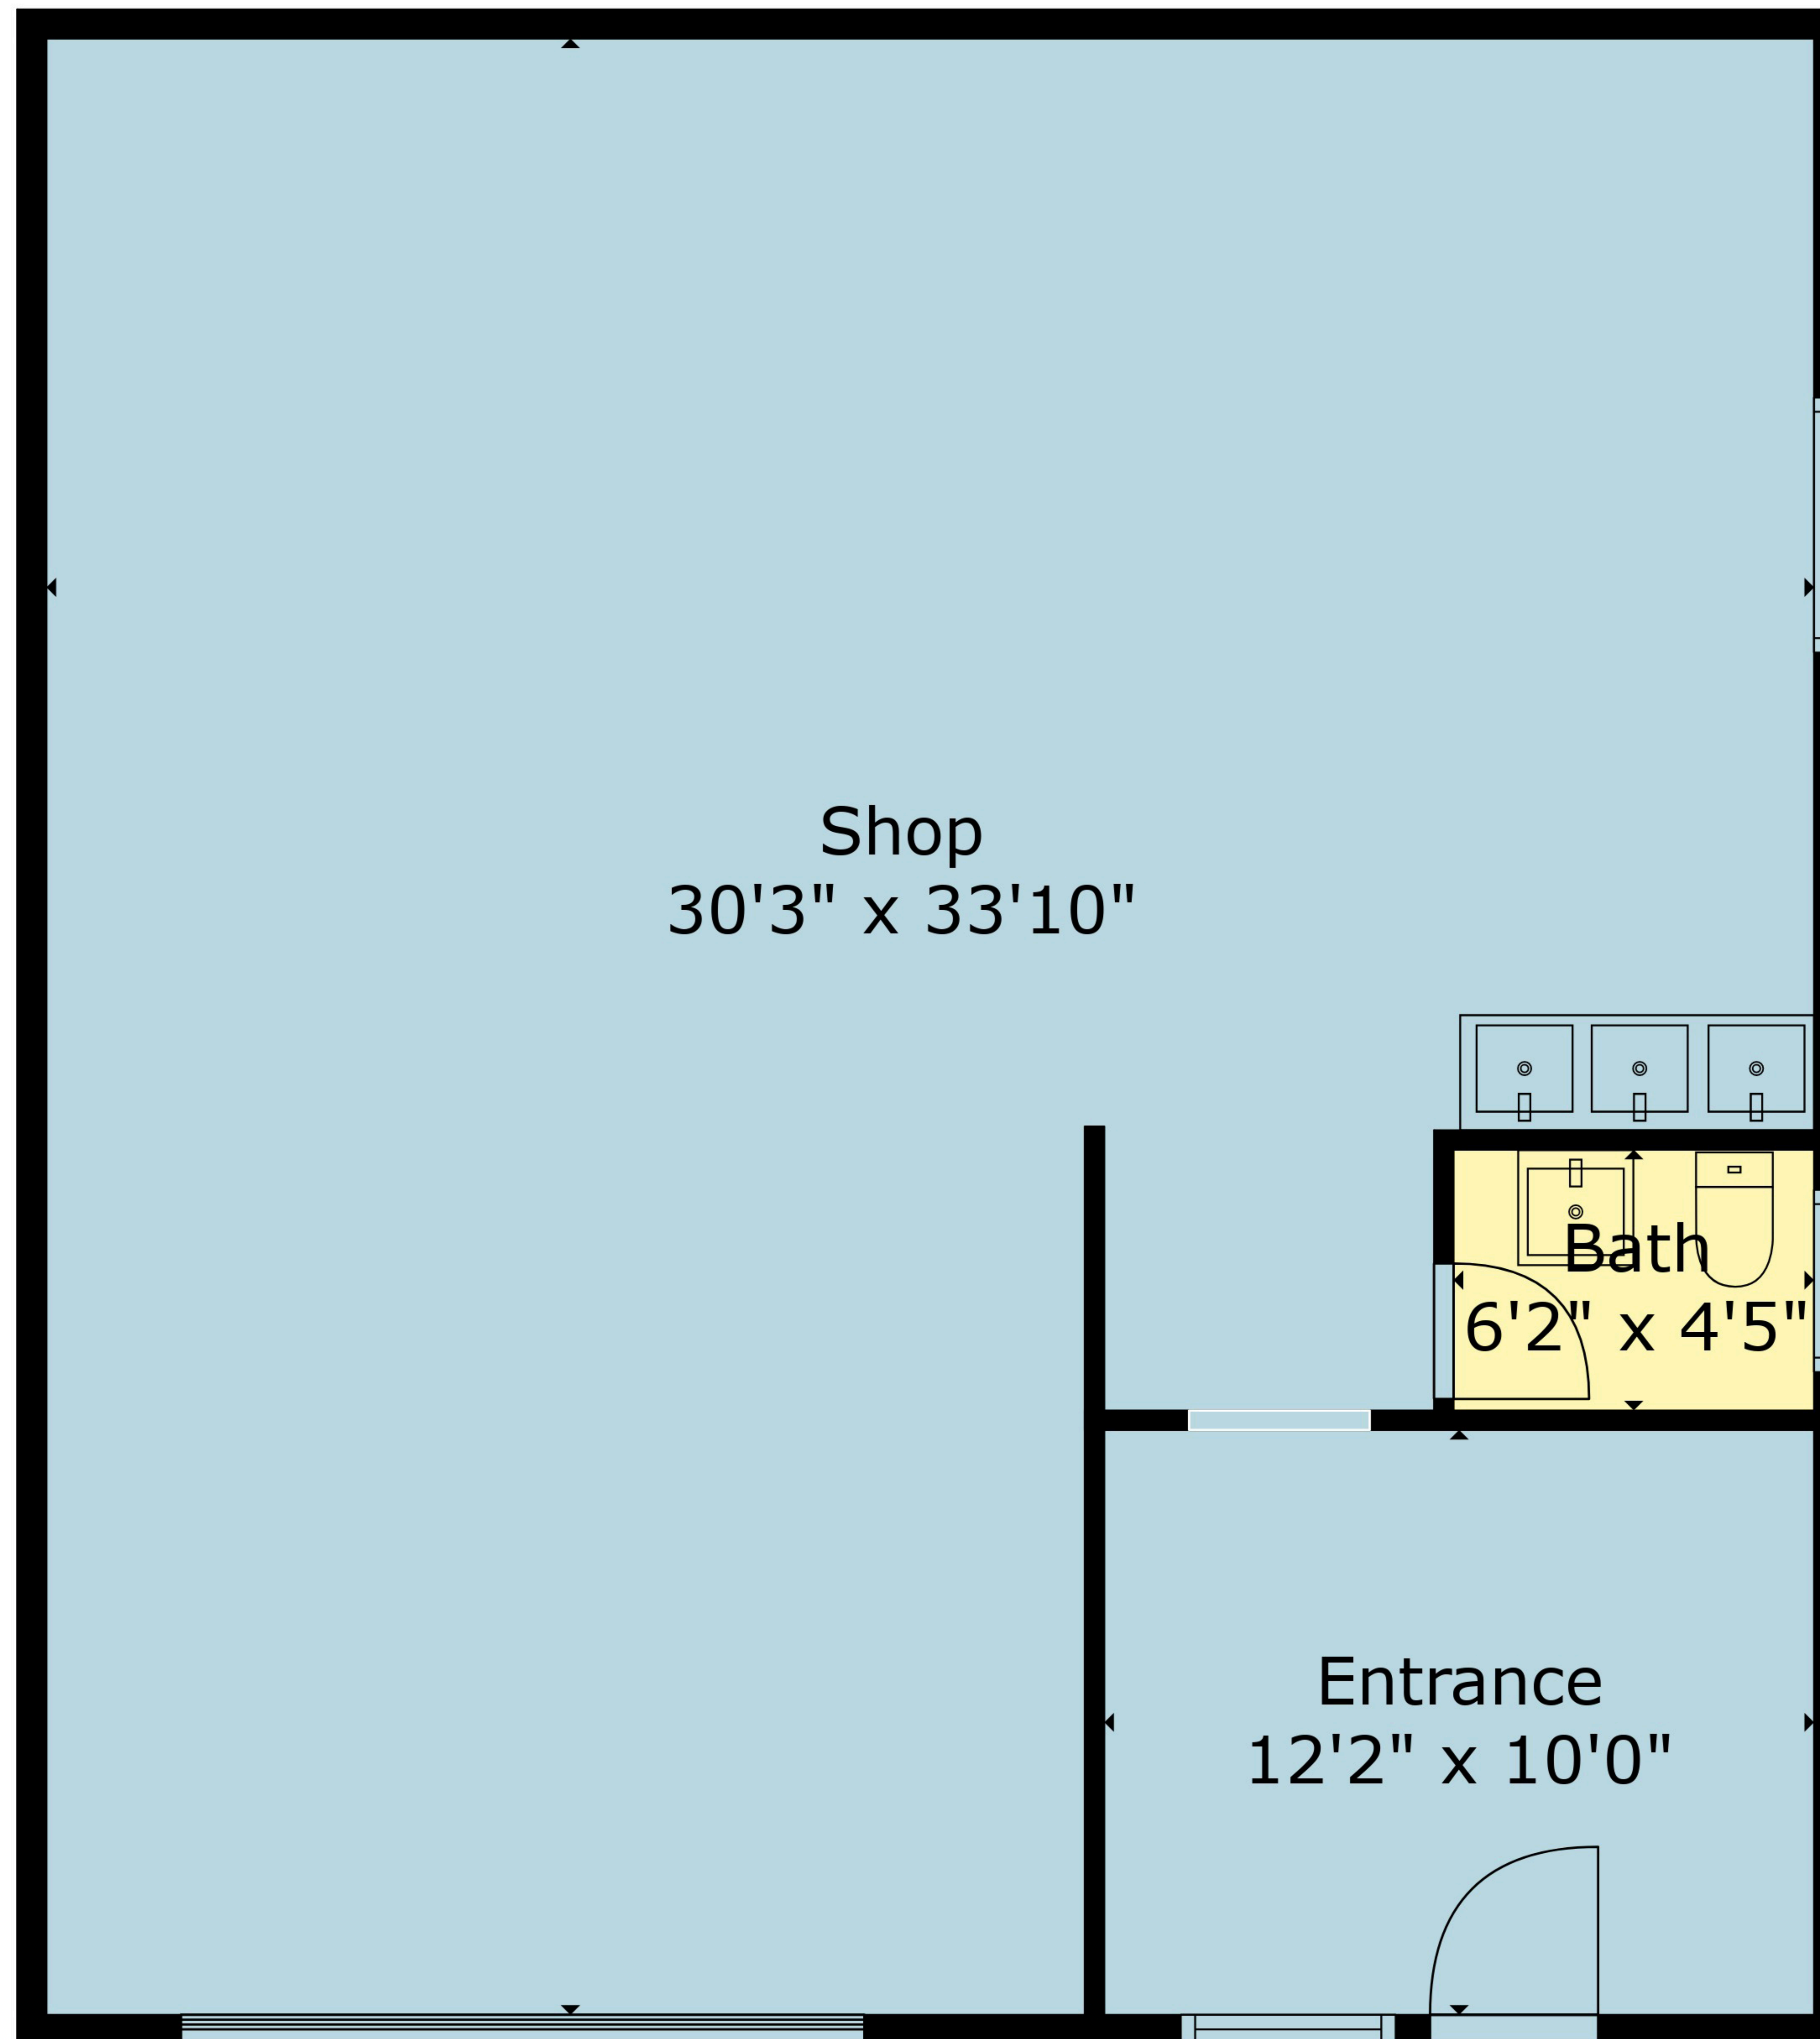 Shop
30'3" x 33'10"
Bath
6'2" x 4'5"
Entrance
12'2" x 10'0"